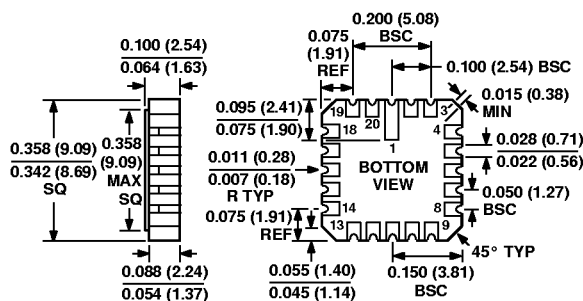 0.200 (5.08)
BSC
0.075
(1.91)
REF
0.100 (2.54)
0.064 (1.63)
0.100 (2.54) BSC
0.015 (0.38)
MIN
0.095 (2.41)
0.075 (1.90)
19
20
3
18
4
1
0.358 (9.09)
0.342 (8.69)
SQ
0.358
(9.09)
MAX
SQ
0.011 (0.28)
0.007 (0.18)
R TYP
BOTTOM
VIEW
0.028 (0.71)
0.022 (0.56)
0.050 (1.27)
BSC
0.075 (1.91)
REF
14
8
13
9
0.088 (2.24)
0.054 (1.37)
0.055 (1.40)
0.045 (1.14)
0.150 (3.81)
BSC
45° TYP